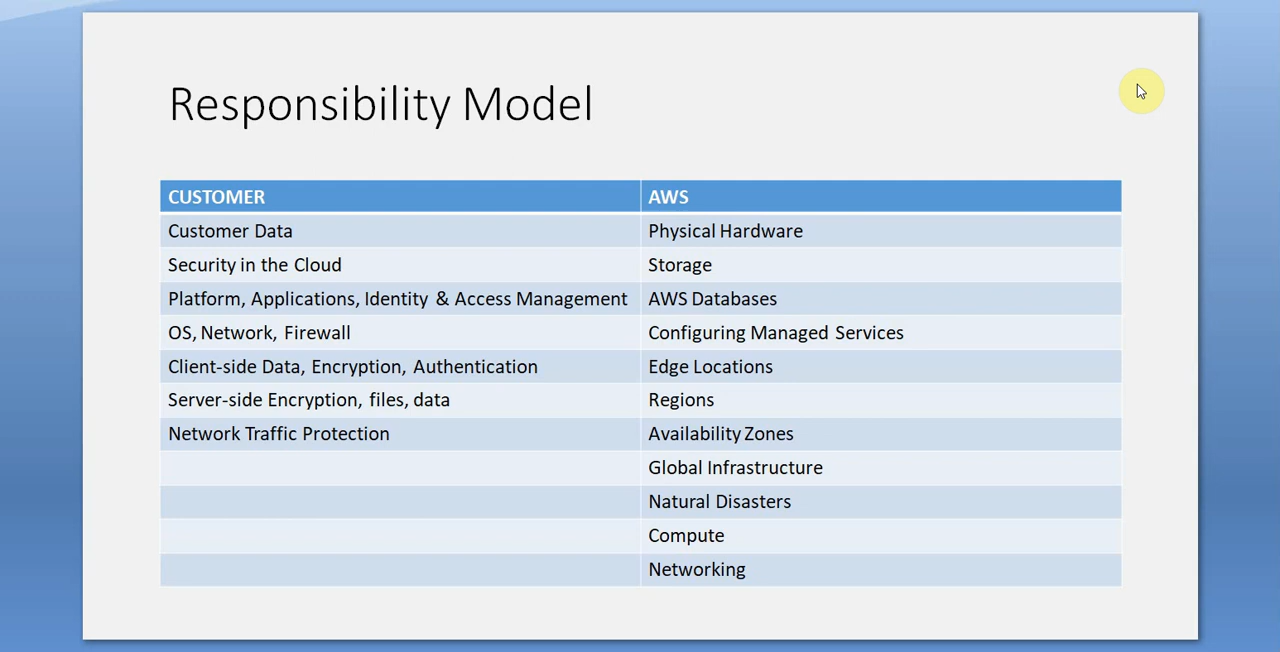 Responsibility Model
CUSTOMER AWS
Customer Data Physical Hardware
Security in the Cloud Storage
Platform, Applications, Identity & Access Management AWS Databases
OS, Network, Firewall Configuring Managed Services
Client-side Data, Encryption, Authentication Edge Locations
Server-side Encryption, files, data Regions
Network Traffic Protection Availability Zones
Global Infrastructure
Natural Disasters
Compute
Networking